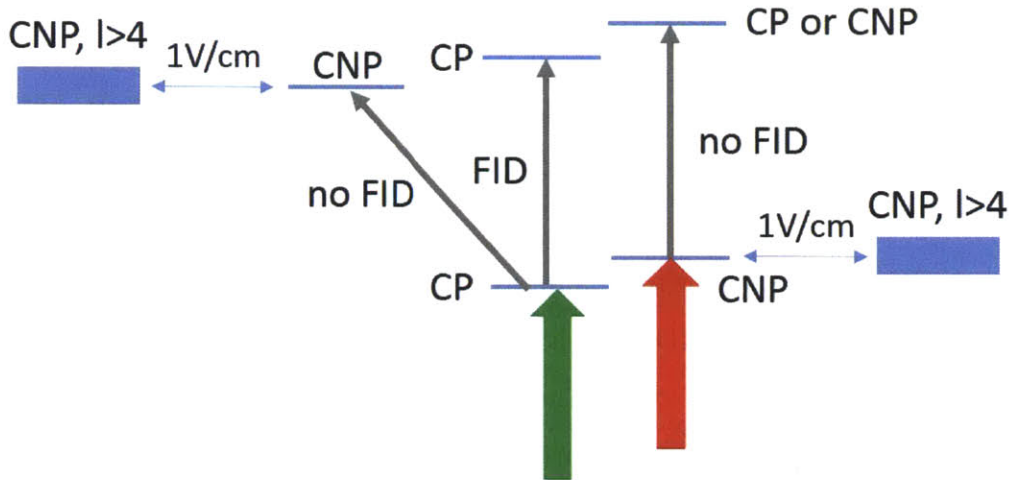 CP or CNP
CNP, l>4
1V/cm
CNP
CP
no FID
FID
no FID
CNP, l>4
1V/cm
CP
CNP